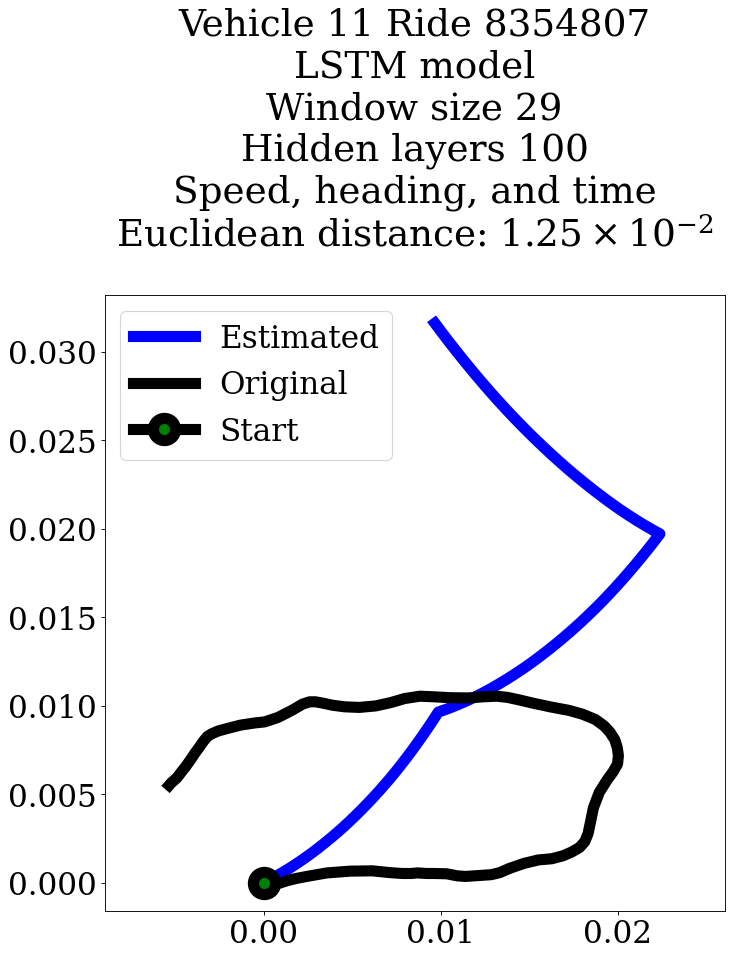 Vehicle 11 Ride 8354807
LSTM model
Window size 29
Hidden layers 100
Speed, heading, and time
Euclidean distance: 1.25 × 10⁻²
Estimated
Original
Start
0.030
0.025
0.020
0.015
0.010
0.005
0.000
0.00 0.01 0.02